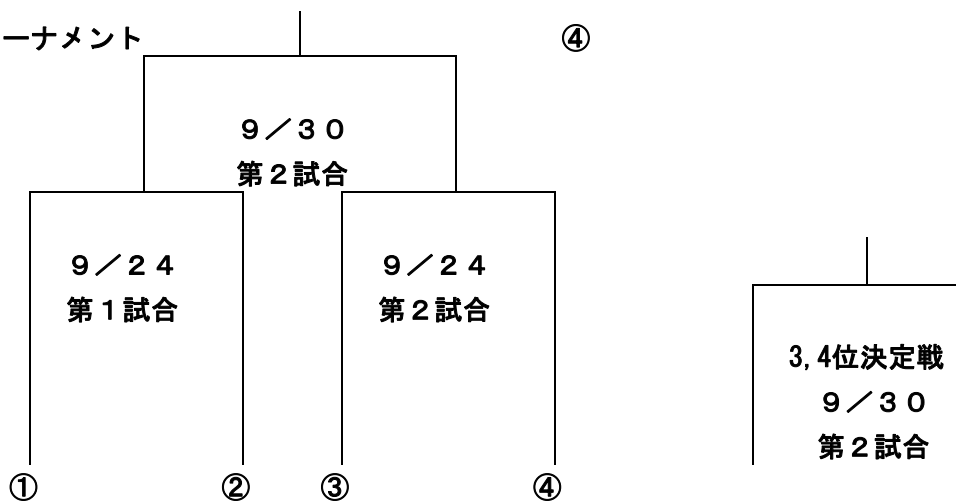 ーナメント
④
９／３０
第２試合
９／２４
第１試合
９／２４
第２試合
3,4位決定戦
９／３０
第２試合
①
②
③
④